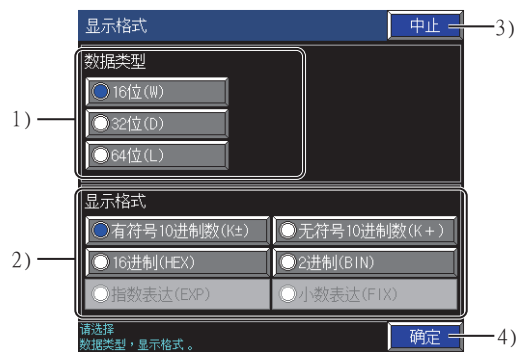 显示格式 中止 3)
数据类型
16位(W)
1) 32位(D)
64位(L)
显示格式
有符号10进制数(K±) 无符号10进制数(K+)
2) 16进制(HEX) 2进制(BIN)
指数表达(EXP) 小数表达(FIX)
请选择
数据类型，显示格式。 确定 4)